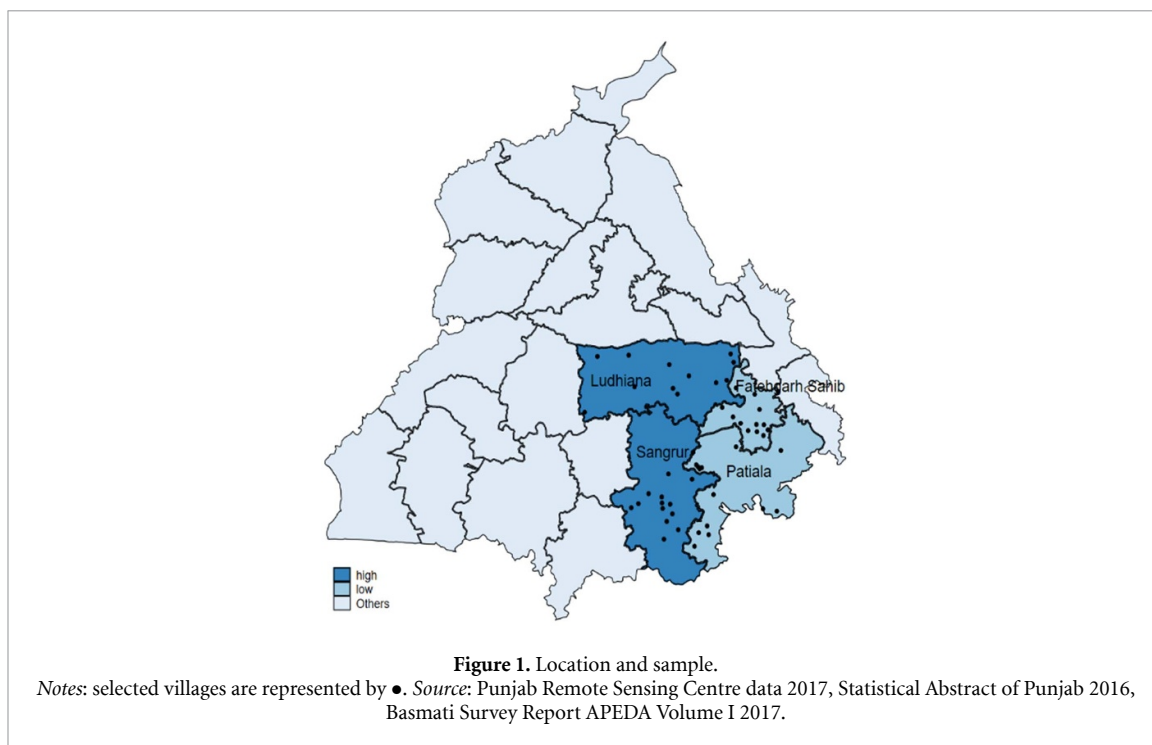 Ludhiana
Fatehgarh Sahib
Sangrur
Patiala
high
low
Others
Figure 1. Location and sample.
Notes: selected villages are represented by ●. Source: Punjab Remote Sensing Centre data 2017, Statistical Abstract of Punjab 2016,
Basmati Survey Report APEDA Volume I 2017.